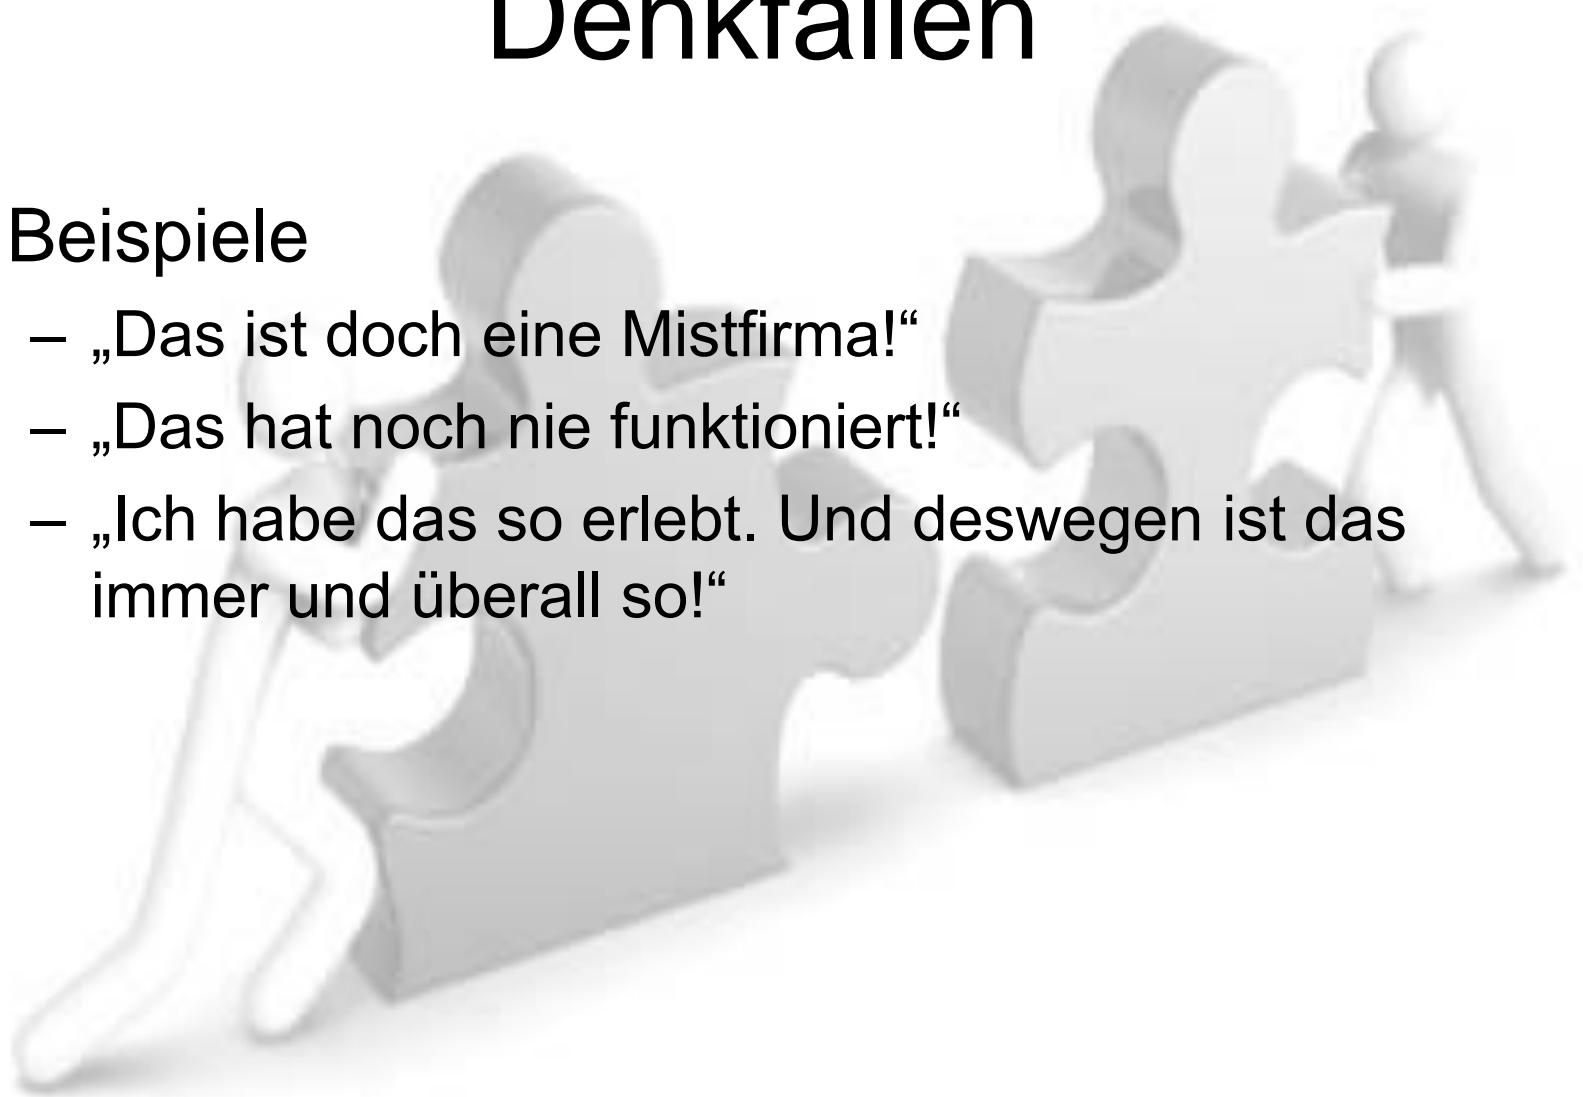 Denkfallen
Beispiele
– „Das ist doch eine Mistfirma!“
– „Das hat noch nie funktioniert!“
– „Ich habe das so erlebt. Und deswegen ist das
immer und überall so!“